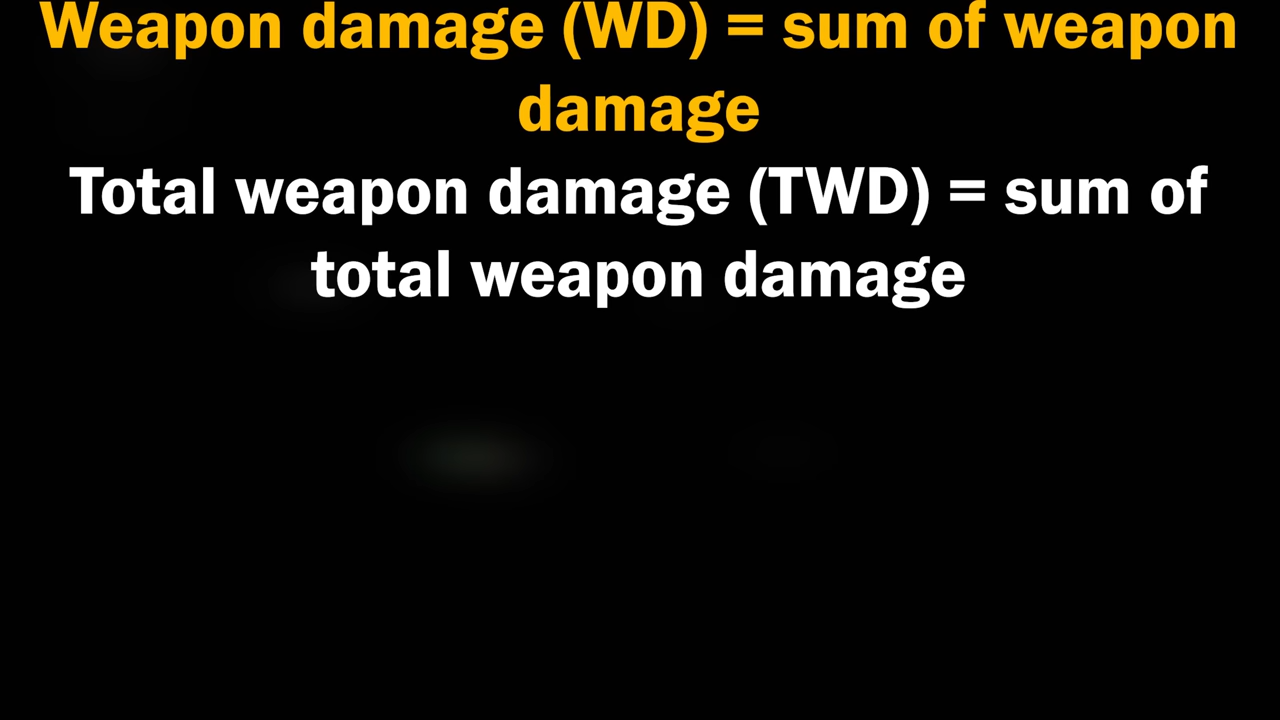 Weapon damage (WD) = sum of weapon
damage
Total weapon damage (TWD) = sum of
total weapon damage